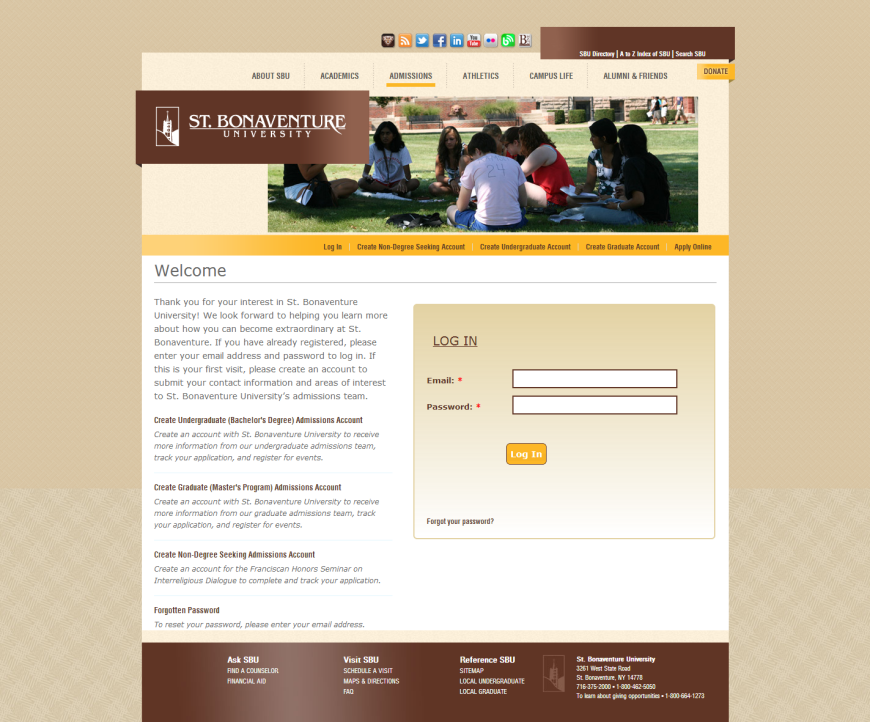 You Tube
SBU Directory | A to Z Index of SBU | Search SBU
DONATE
ABOUT SBU ACADEMICS ADMISSIONS ATHLETICS CAMPUS LIFE ALUMNI & FRIENDS
ST. BONAVENTURE
UNIVERSITY
24
Log In | Create Non-Degree Seeking Account | Create Undergraduate Account | Create Graduate Account | Apply Online
Welcome
Thank you for your interest in St. Bonaventure
University! We look forward to helping you learn more
about how you can become extraordinary at St.
Bonaventure. If you have already registered, please
enter your email address and password to log in. If
this is your first visit, please create an account to
submit your contact information and areas of interest
to St. Bonaventure University's admissions team.
Create Undergraduate (Bachelor's Degree) Admissions Account
Create an account with St. Bonaventure University to receive
more information from our undergraduate admissions team,
track your application, and register for events.
Create Graduate (Master's Program) Admissions Account
Create an account with St. Bonaventure University to receive
more information from our graduate admissions team, track
your application, and register for events.
Create Non-Degree Seeking Admissions Account
Create an account for the Franciscan Honors Seminar on
Interreligious Dialogue to complete and track your application.
Forgotten Password
To reset your password, please enter your email address.
LOG IN
Email: *
Password: *
Log In
Forgot your password?
Ask SBU
FIND A COUNSELOR
FINANCIAL AID
Visit SBU
SCHEDULE A VISIT
MAPS & DIRECTIONS
FAQ
Reference SBU
SITEMAP
LOCAL UNDERGRADUATE
LOCAL GRADUATE
St. Bonaventure University
3261 West State Road
St. Bonaventure, NY 14778
716-375-2000 • 1-800-462-5050
To learn about giving opportunities • 1-800-664-1273